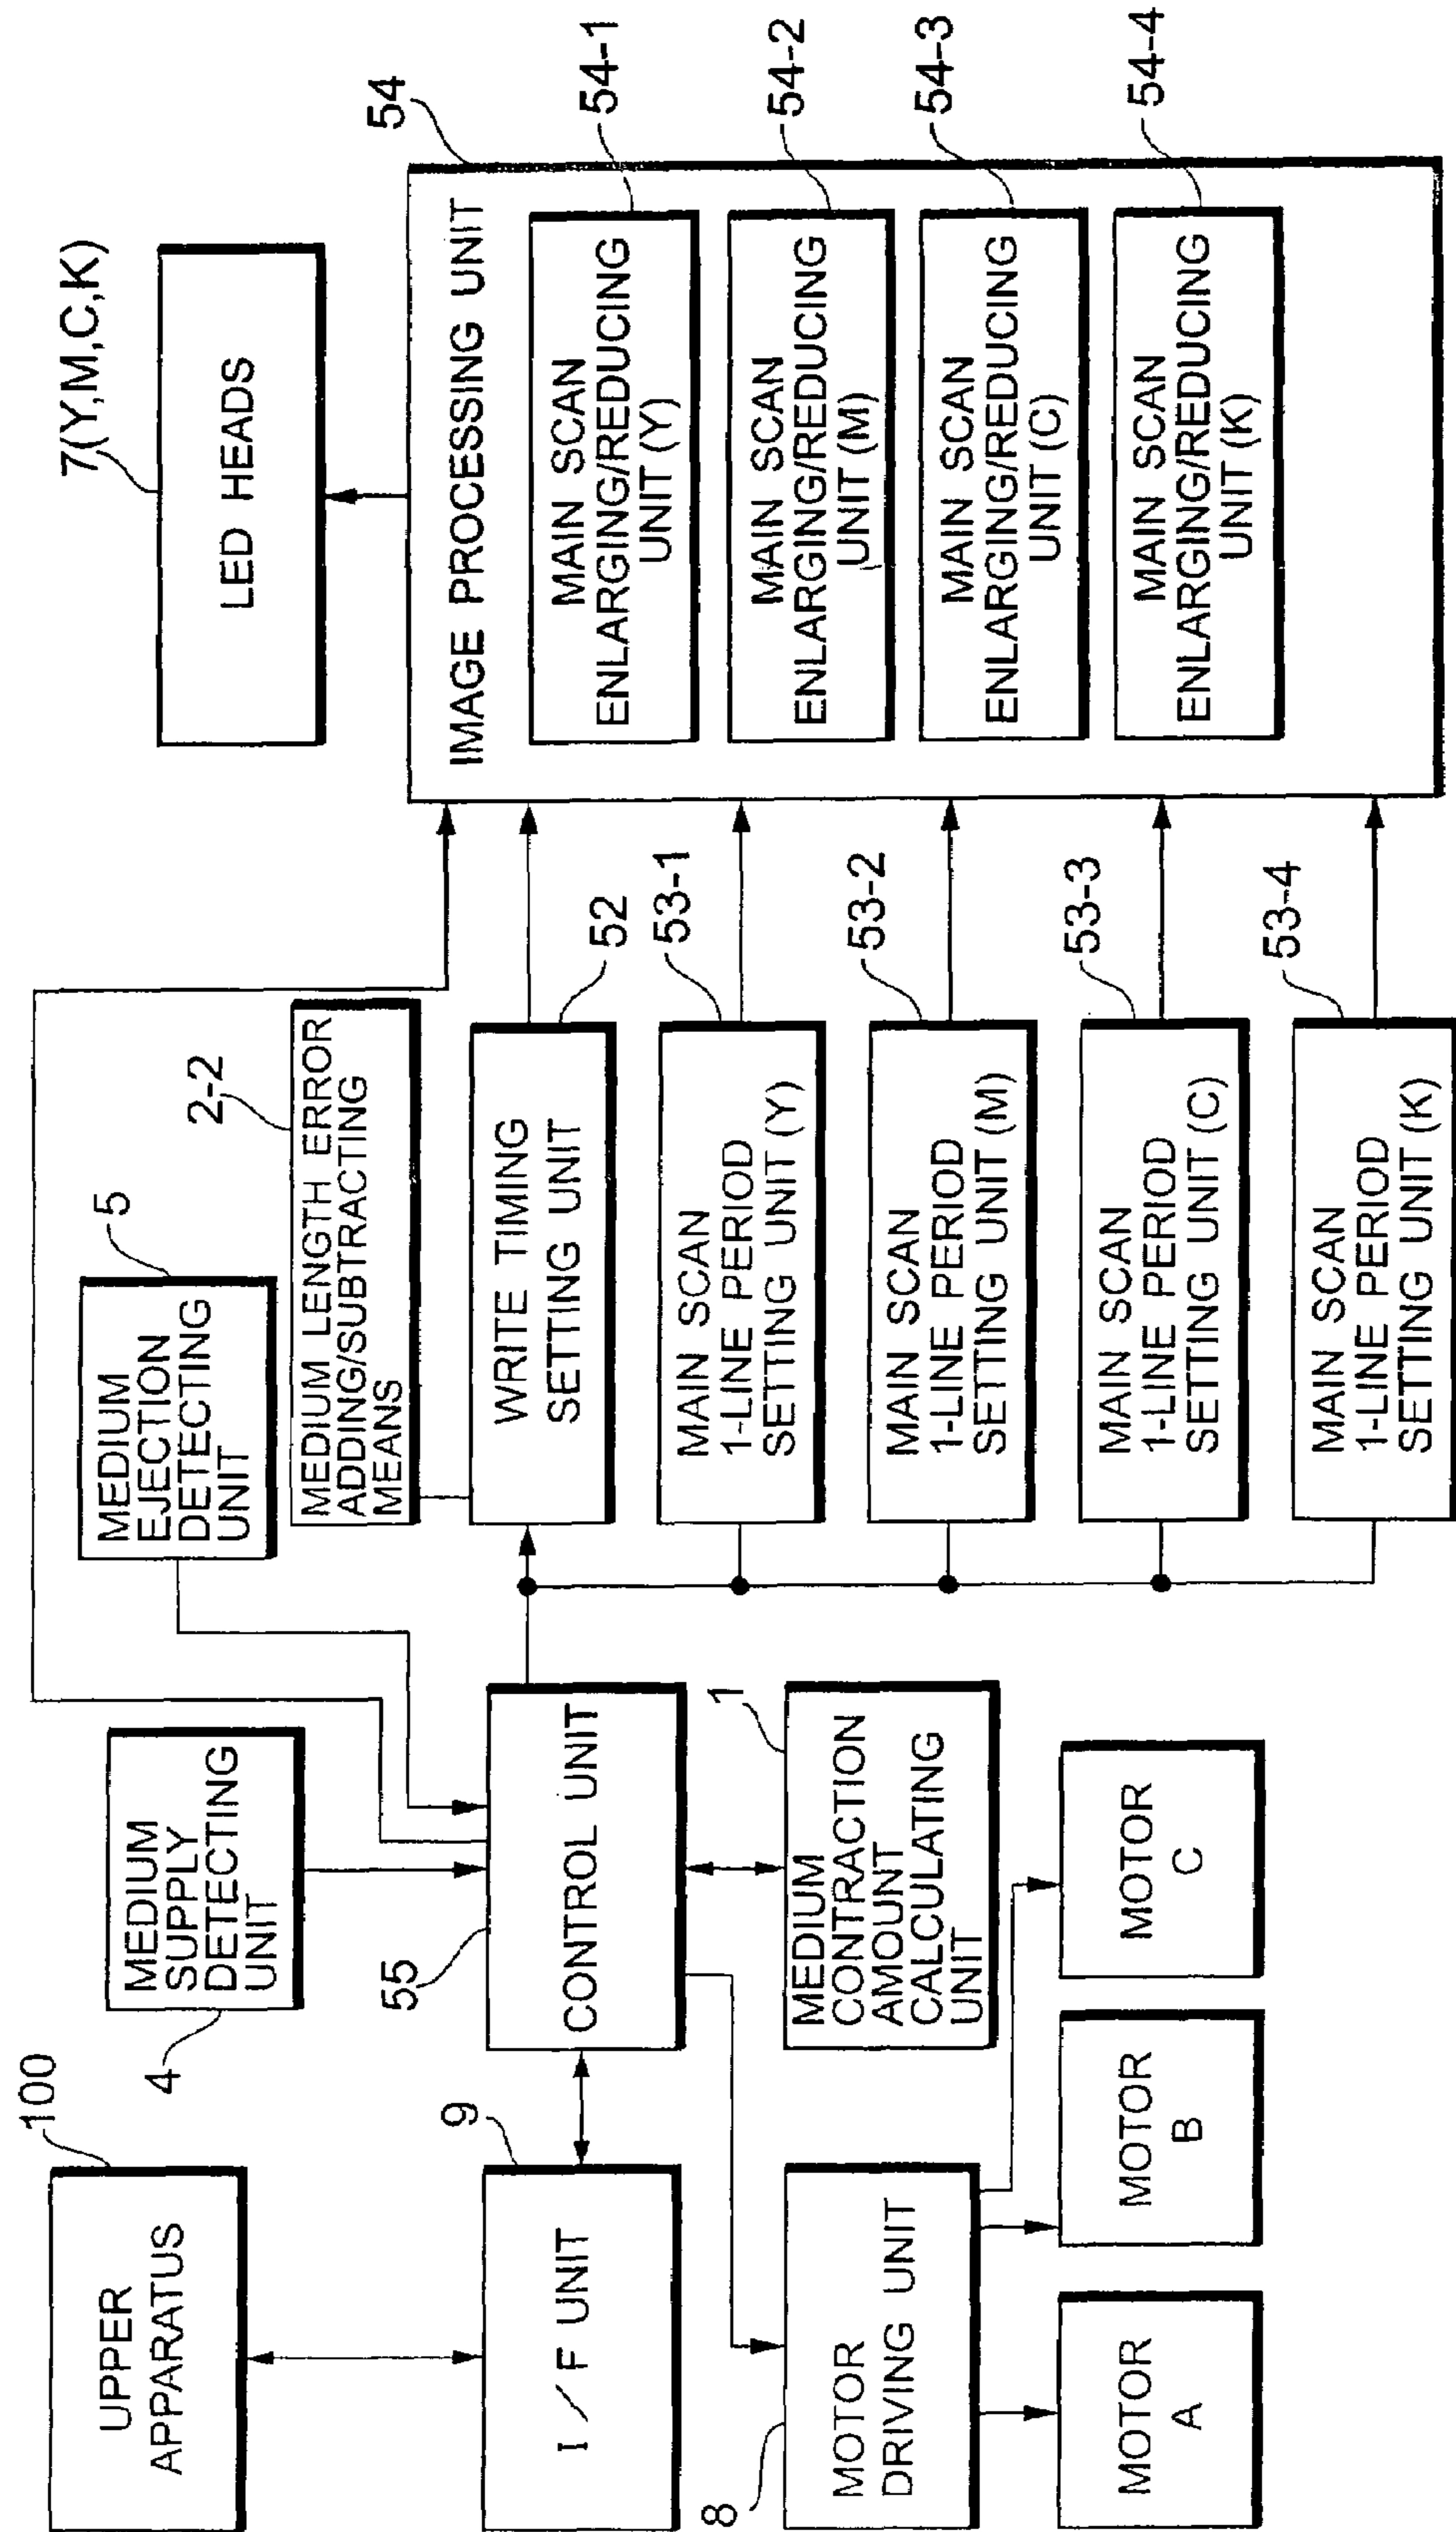 100
UPPER
APPARATUS
4
MEDIUM
SUPPLY
DETECTING
UNIT
5
MEDIUM
EJECTION
DETECTING
UNIT
2-2
MEDIUM LENGTH ERROR
ADDING/SUBTRACTING
MEANS
7(Y,M,C,K)
LED HEADS
9
I/F UNIT
55
CONTROL UNIT
52
WRITE TIMING
SETTING UNIT
54
IMAGE PROCESSING UNIT
54-1
MAIN SCAN
ENLARGING/REDUCING
UNIT (Y)
53-1
MAIN SCAN
1-LINE PERIOD
SETTING UNIT (Y)
54-2
MAIN SCAN
ENLARGING/REDUCING
UNIT (M)
8
MOTOR
DRIVING UNIT
1
MEDIUM
CONTRACTION
AMOUNT
CALCULATING
UNIT
53-2
MAIN SCAN
1-LINE PERIOD
SETTING UNIT (M)
54-3
MAIN SCAN
ENLARGING/REDUCING
UNIT (C)
53-3
MAIN SCAN
1-LINE PERIOD
SETTING UNIT (C)
54-4
MAIN SCAN
ENLARGING/REDUCING
UNIT (K)
MOTOR
A
MOTOR
B
MOTOR
C
53-4
MAIN SCAN
1-LINE PERIOD
SETTING UNIT (K)